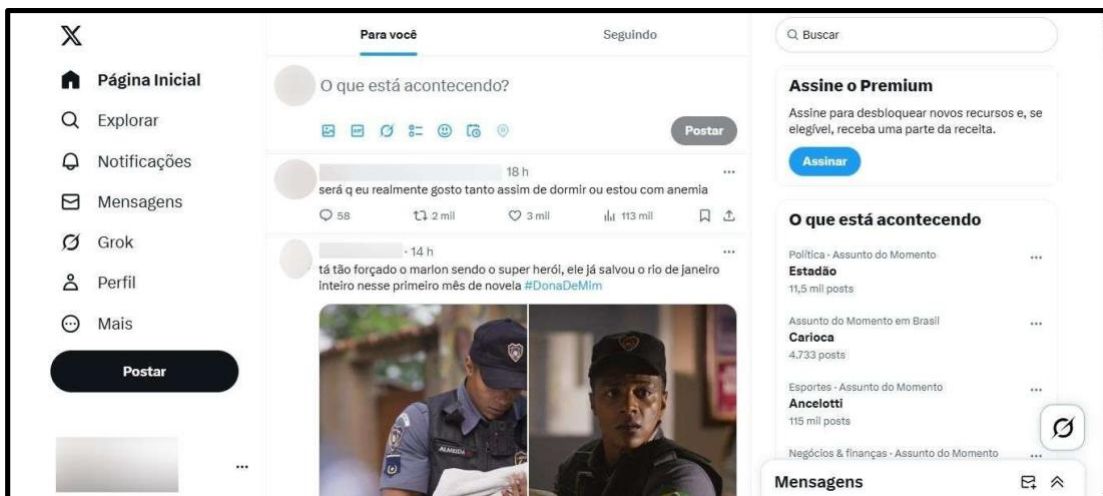 Página Inicial
Explorar
Notificações
Mensagens
Grok
Perfil
Mais
Postar
Para você
Seguindo
O que está acontecendo?
Postar
18 h
será q eu realmente gosto tanto assim de dormir ou estou com anemia
58
2 mil
3 mil
113 mil
· 14 h
tá tão forçado o marlon sendo o super herói, ele já salvou o rio de janeiro
inteiro nesse primeiro mês de novela #DonaDeMim
ALMEIDA
Buscar
Assine o Premium
Assine para desbloquear novos recursos e, se
elegível, receba uma parte da receita.
Assinar
O que está acontecendo
Política · Assunto do Momento
Estadão
11,5 mil posts
Assunto do Momento em Brasil
Carioca
4.733 posts
Esportes · Assunto do Momento
Ancelotti
115 mil posts
Negócios & finanças · Assunto do Momento
Mensagens